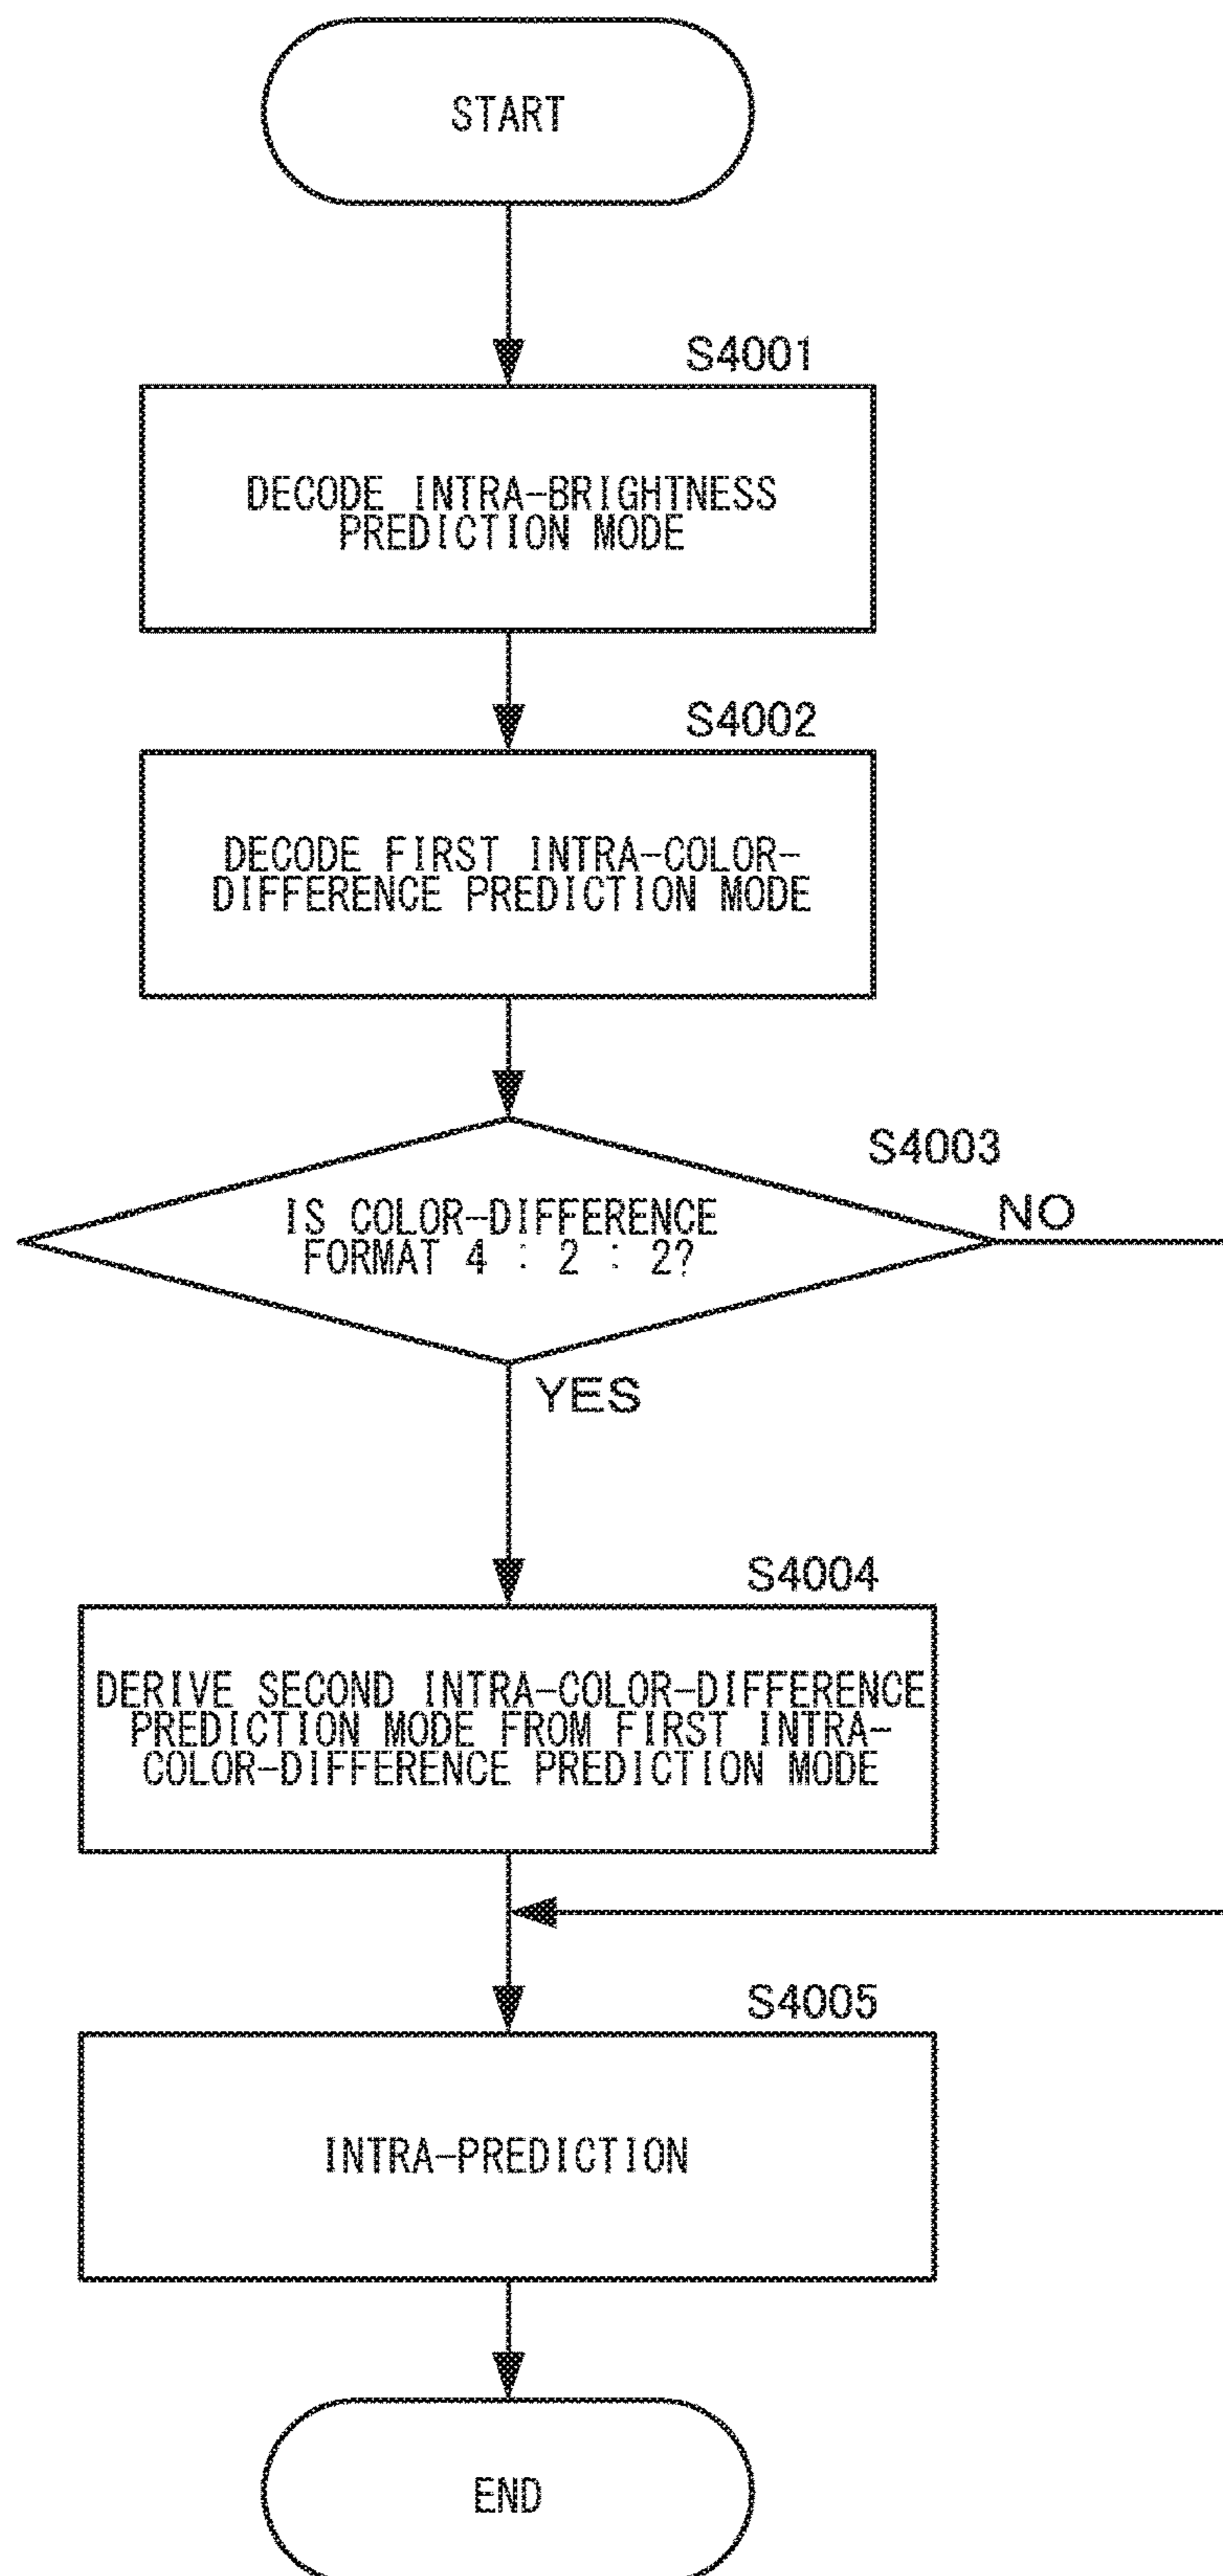 START
S4001
DECODE INTRA-BRIGHTNESS
PREDICTION MODE
S4002
DECODE FIRST INTRA-COLOR-
DIFFERENCE PREDICTION MODE
S4003
IS COLOR-DIFFERENCE
FORMAT 4 : 2 : 2?
NO
YES
S4004
DERIVE SECOND INTRA-COLOR-DIFFERENCE
PREDICTION MODE FROM FIRST INTRA-
COLOR-DIFFERENCE PREDICTION MODE
S4005
INTRA-PREDICTION
END